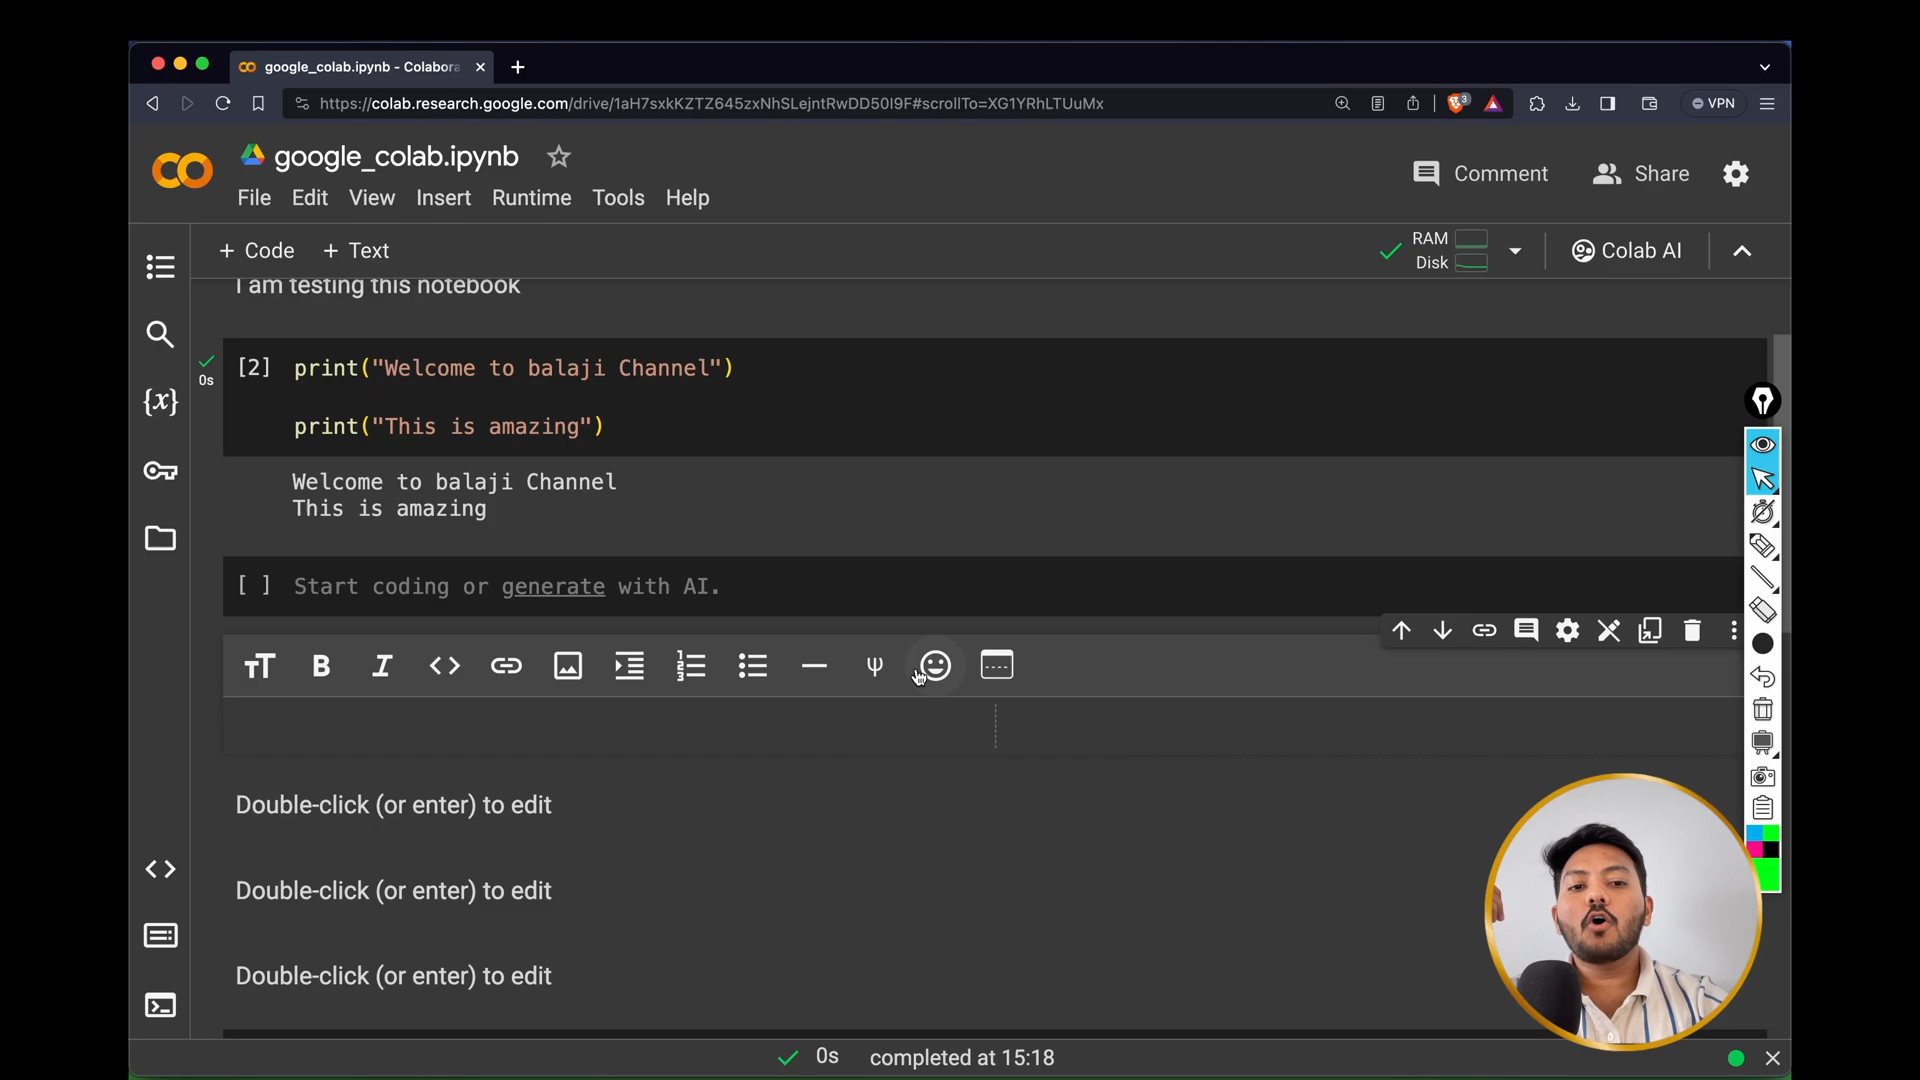 google_colab.ipynb - Colabora
https://colab.research.google.com/drive/1aH7sxkKZTZ645zxNhSLejntRwDD50I9F#scrollTo=XG1YRhLTUuMx
3
VPN
google_colab.ipynb
Comment
Share
File Edit View Insert Runtime Tools Help
+ Code + Text
RAM
Disk
Colab AI
I am testing this notebook
[2] print("Welcome to balaji Channel")
0s
print("This is amazing")
Welcome to balaji Channel
This is amazing
[ ] Start coding or generate with AI.
Double-click (or enter) to edit
Double-click (or enter) to edit
Double-click (or enter) to edit
0s completed at 15:18